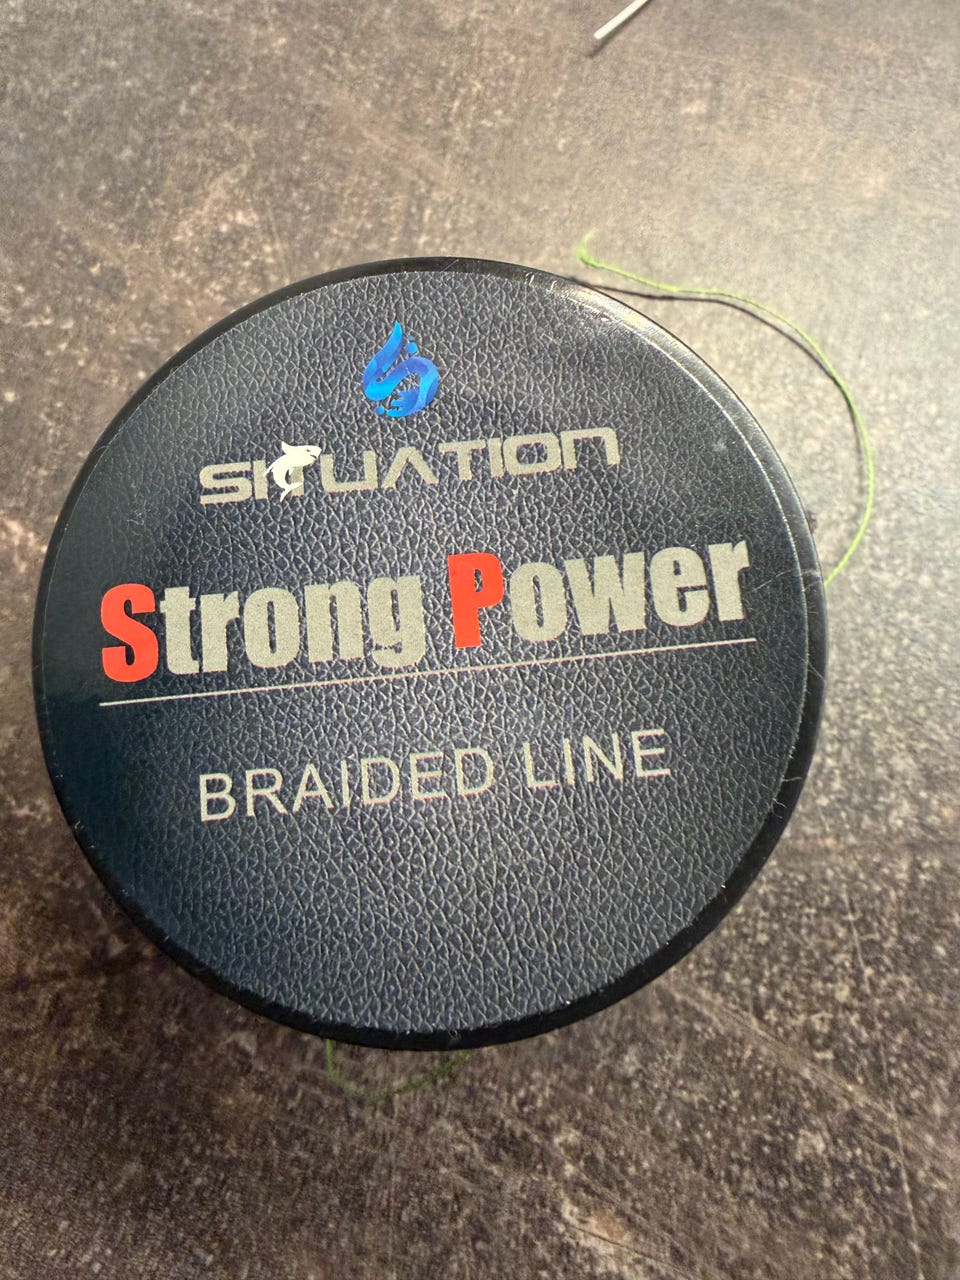 SITUATION
Strong Power
BRAIDED LINE